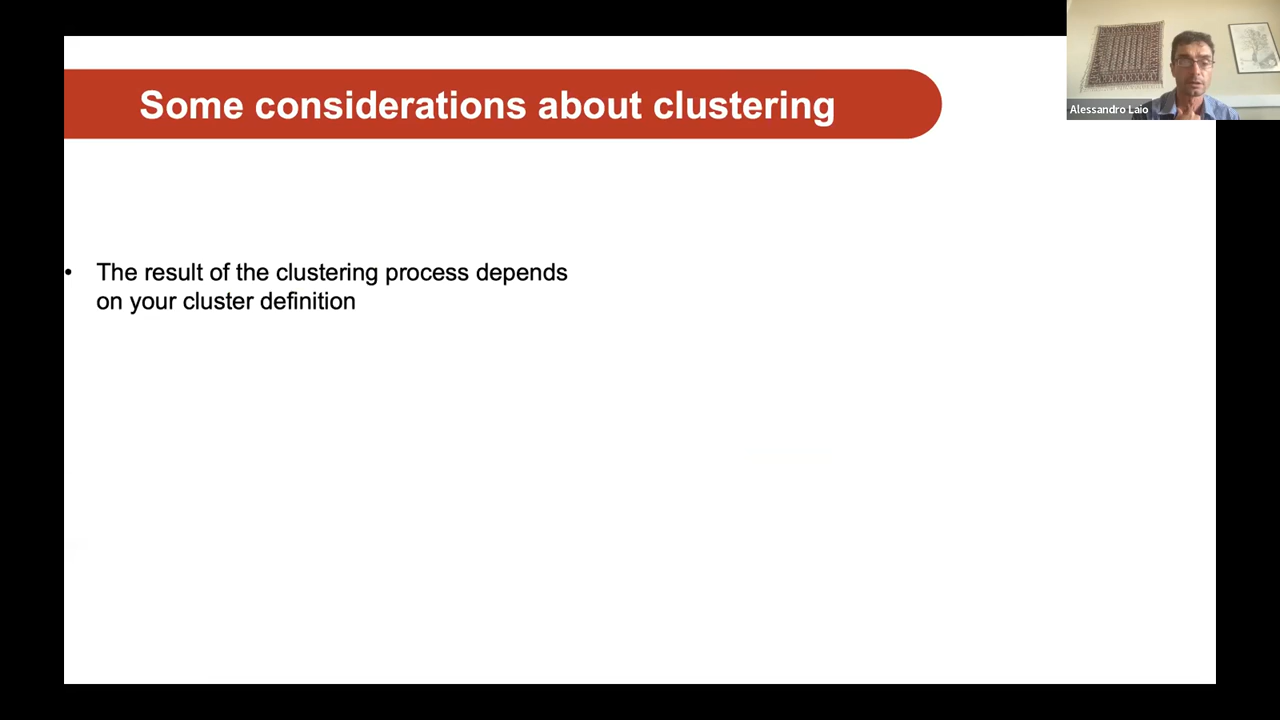 Some considerations about clustering
Alessandro Laio
• The result of the clustering process depends
on your cluster definition